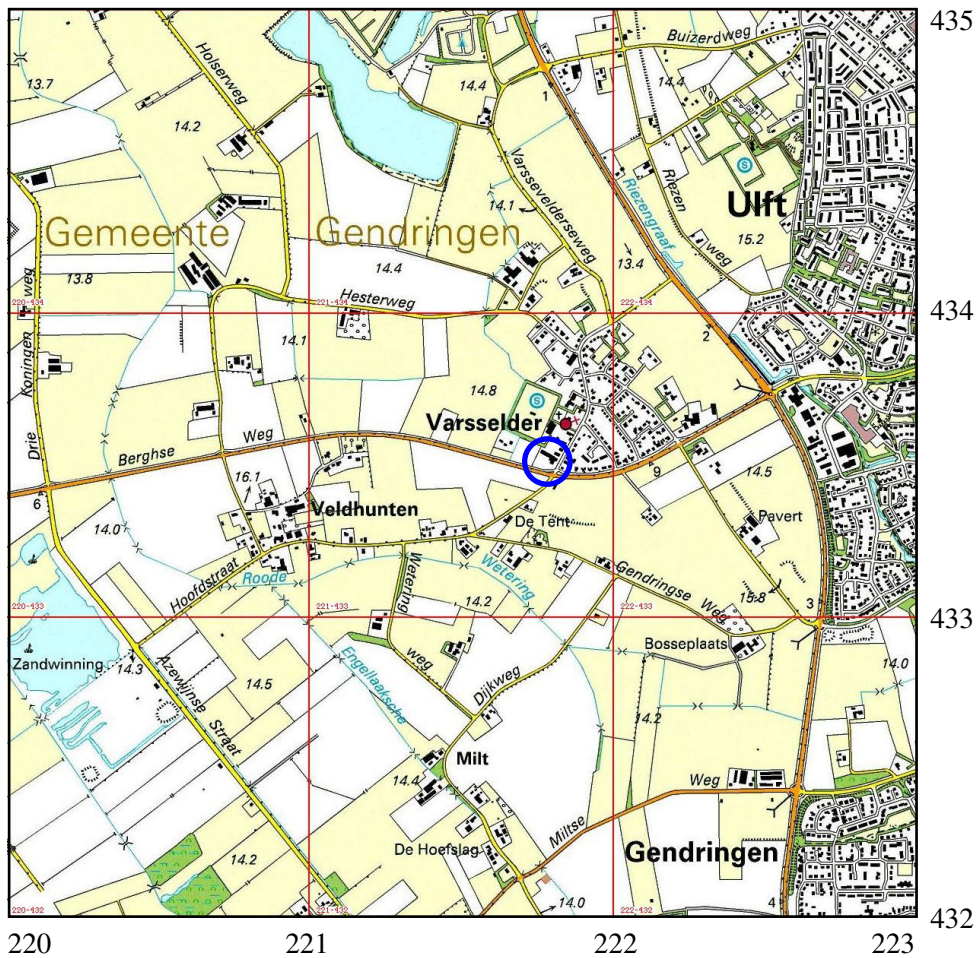 435
Buizerdweg
Holserweg
13.7
14.4
14.4
1
14.2
Varssevelderseweg
Riezen
14.1
Riezengraaf
Ulft
Gemeente
Gendringen
weg
15.2
13.8
14.4
13.4
weg
220-434
221-434
Hesterweg
222-434
434
Koningen
14.1
2
14.8
Varsselder
Drie
Berghse
Weg
16.1
9
14.5
6
Veldhunten
14.0
De Tent
Pavert
Hoofdstraat
Roode
Wetering
Wetering
Gendringse
Weg
15.8
3
220-433
221-433
14.2
222-433
433
Zandwinning
14.3
Azewijnse
Straat
14.5
Engellaaksche
weg
Dijkweg
Bosseplaats
14.0
14.2
Milt
14.4
Weg
Miltse
De Hoefslag
Gendringen
14.2
14.0
4
220-432
221-432
222-432
432
220
221
222
223